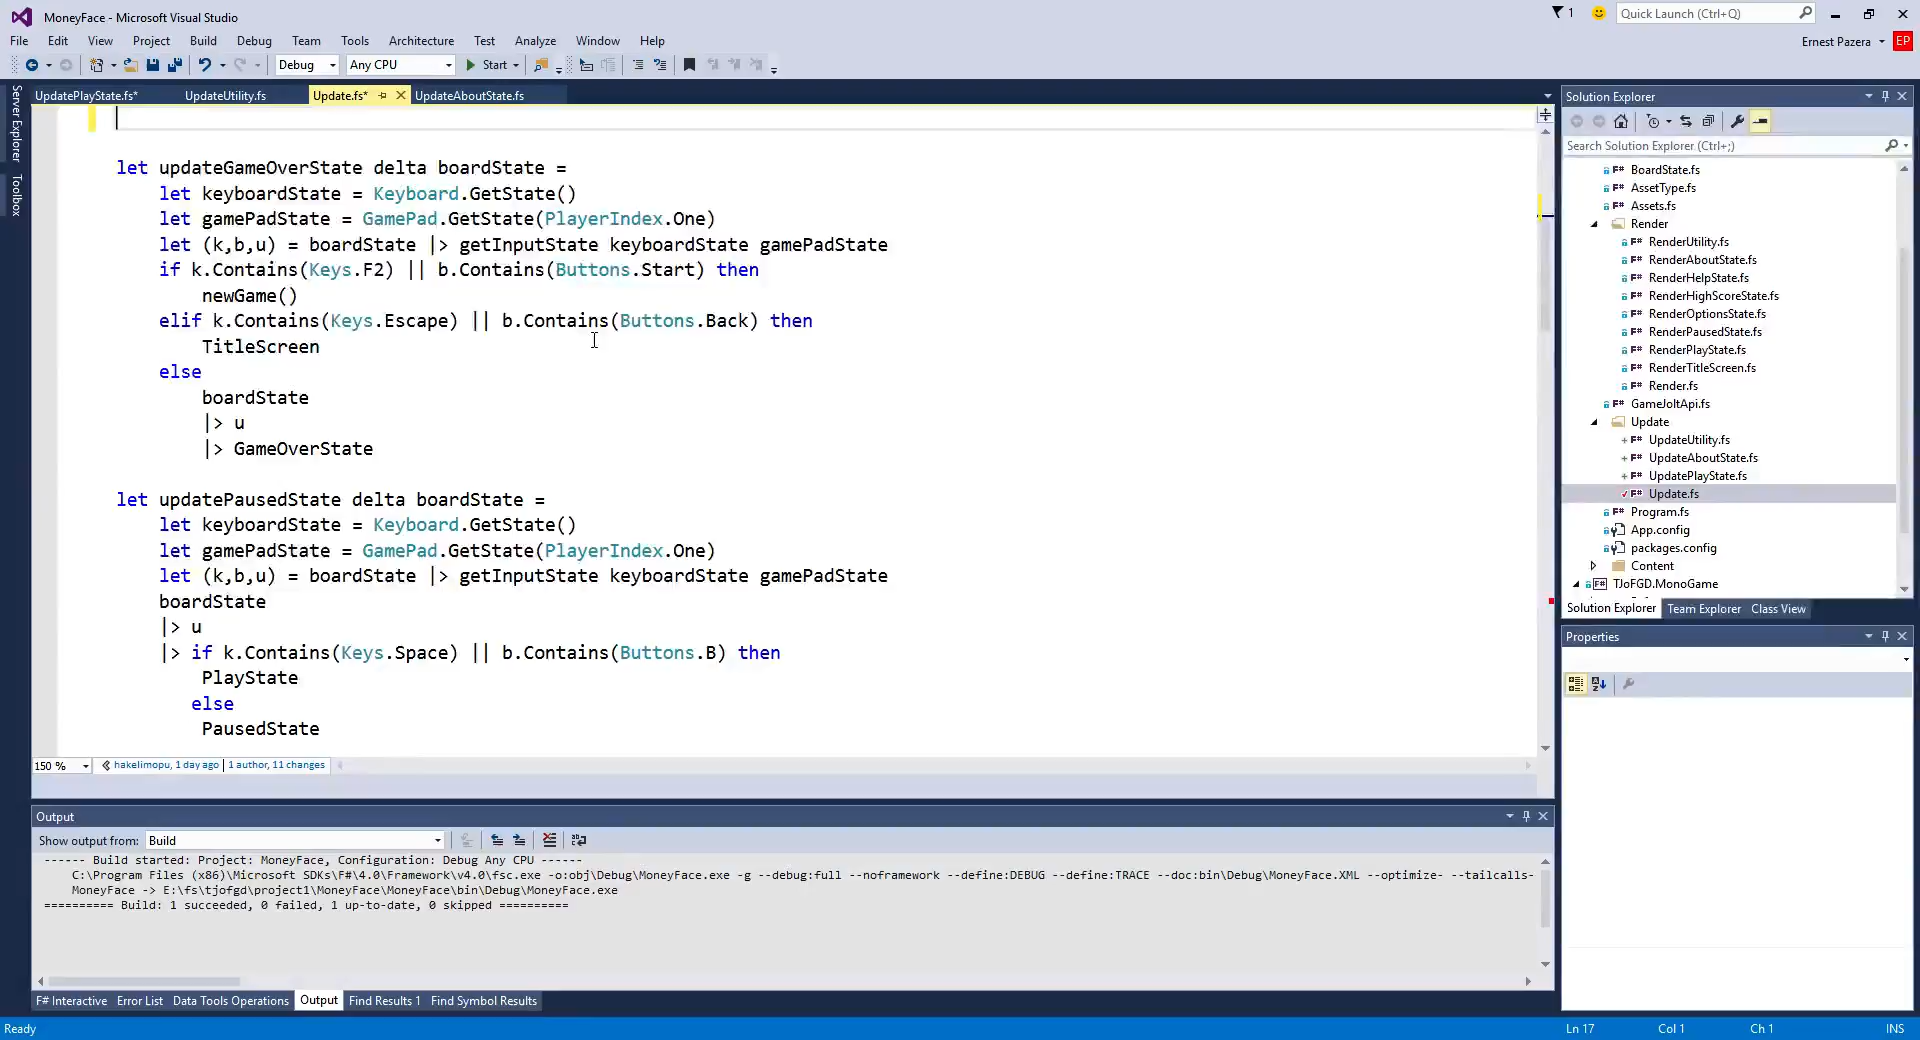 MoneyFace - Microsoft Visual Studio
1
Quick Launch (Ctrl+Q)
File Edit View Project Build Debug Team Tools Architecture Test Analyze Window Help
Ernest Pazera EP
Debug Any CPU Start
Server Explorer
Toolbox
UpdatePlayState.fs* UpdateUtility.fs Update.fs* UpdateAboutState.fs
let updateGameOverState delta boardState =
let keyboardState = Keyboard.GetState()
let gamePadState = GamePad.GetState(PlayerIndex.One)
let (k,b,u) = boardState |> getInputState keyboardState gamePadState
if k.Contains(Keys.F2) || b.Contains(Buttons.Start) then
newGame()
elif k.Contains(Keys.Escape) || b.Contains(Buttons.Back) then
TitleScreen
else
boardState
|> u
|> GameOverState
let updatePausedState delta boardState =
let keyboardState = Keyboard.GetState()
let gamePadState = GamePad.GetState(PlayerIndex.One)
let (k,b,u) = boardState |> getInputState keyboardState gamePadState
boardState
|> u
|> if k.Contains(Keys.Space) || b.Contains(Buttons.B) then
PlayState
else
PausedState
150 % hakelimopu, 1 day ago | 1 author, 11 changes
Output
Show output from: Build
------ Build started: Project: MoneyFace, Configuration: Debug Any CPU ------
C:\Program Files (x86)\Microsoft SDKs\F#\4.0\Framework\v4.0\fsc.exe -o:obj\Debug\MoneyFace.exe -g --debug:full --noframework --define:DEBUG --define:TRACE --doc:bin\Debug\MoneyFace.XML --optimize- --tailcalls-
MoneyFace -> E:\fs\tjofgd\project1\MoneyFace\MoneyFace\bin\Debug\MoneyFace.exe
========== Build: 1 succeeded, 0 failed, 1 up-to-date, 0 skipped ==========
F# Interactive Error List Data Tools Operations Output Find Results 1 Find Symbol Results
Solution Explorer
Search Solution Explorer (Ctrl+;)
F# BoardState.fs
F# AssetType.fs
F# Assets.fs
Render
F# RenderUtility.fs
F# RenderAboutState.fs
F# RenderHelpState.fs
F# RenderHighScoreState.fs
F# RenderOptionsState.fs
F# RenderPausedState.fs
F# RenderPlayState.fs
F# RenderTitleScreen.fs
F# Render.fs
F# GameJoltApi.fs
Update
F# UpdateUtility.fs
F# UpdateAboutState.fs
F# UpdatePlayState.fs
F# Update.fs
F# Program.fs
App.config
packages.config
Content
F# TJoFGD.MonoGame
Solution Explorer Team Explorer Class View
Properties
Ready Ln 17 Col 1 Ch 1 INS